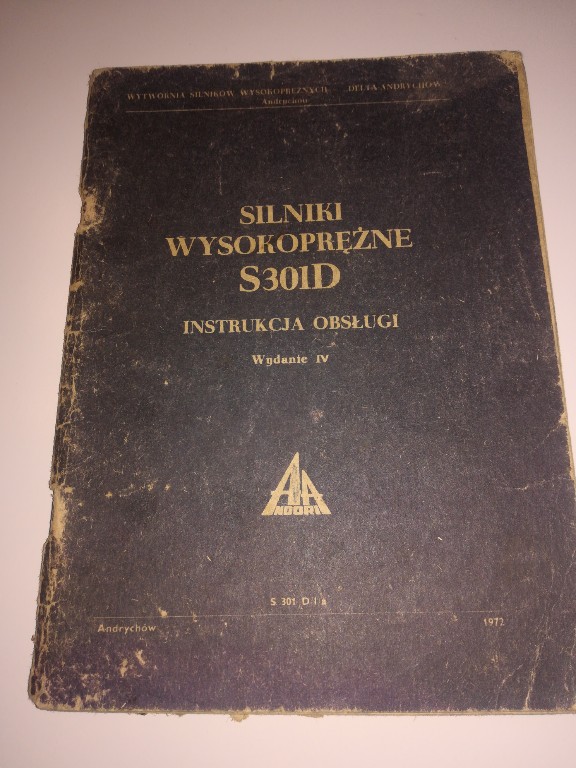 WYTWÓRNIA SILNIKÓW WYSOKOPRĘŻNYCH „DELTA-ANDRYCHÓW"
Andrychów
SILNIKI
WYSOKOPRĘŻNE
S301D
INSTRUKCJA OBSŁUGI
Wydanie IV
ANDORIA
S 301 D I a
Andrychów 1972